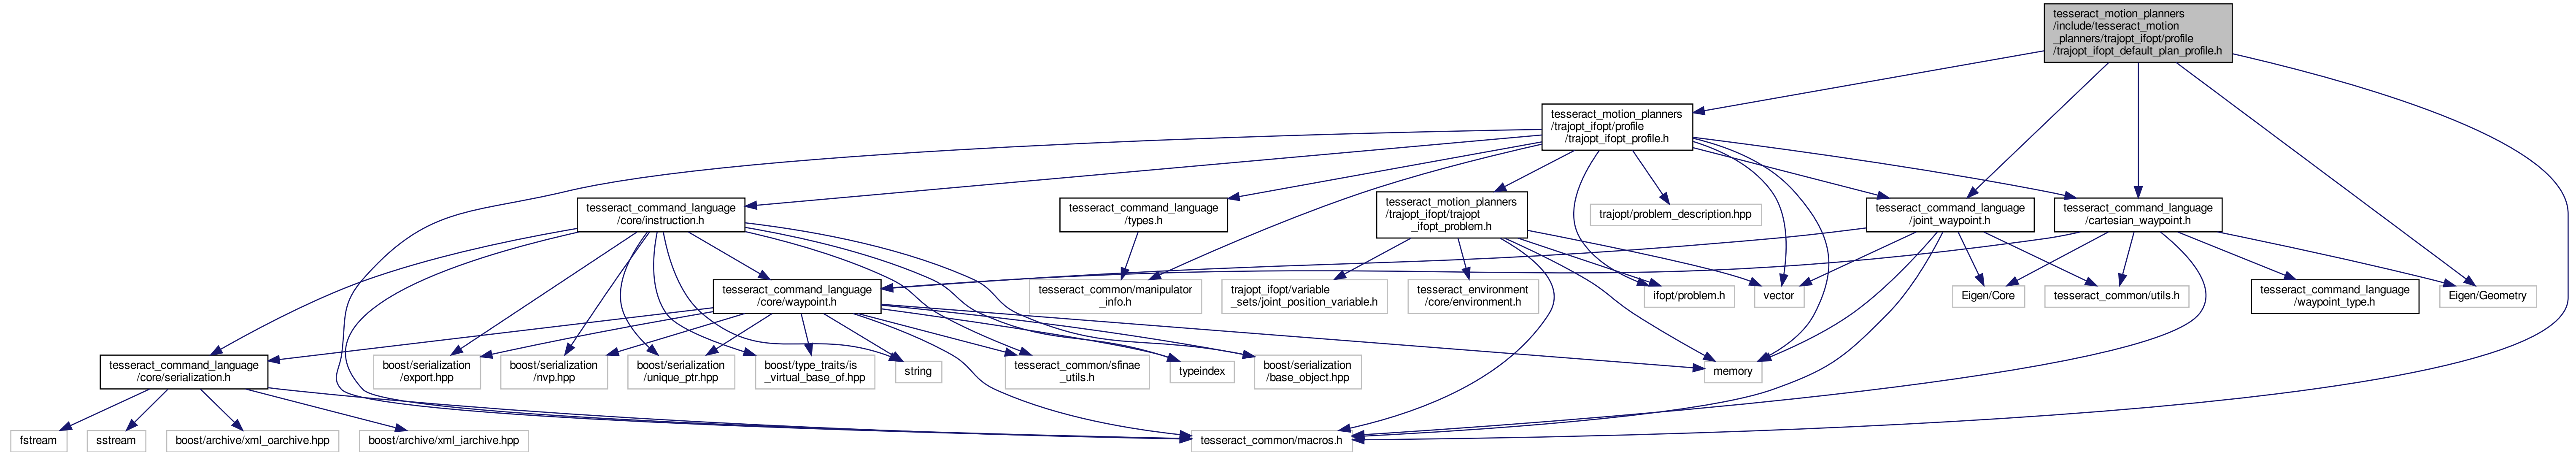 tesseract_motion_planners
/include/tesseract_motion
_planners/trajopt_ifopt/profile
/trajopt_ifopt_default_plan_profile.h
tesseract_motion_planners
/trajopt_ifopt/profile
/trajopt_ifopt_profile.h
tesseract_command_language
/core/instruction.h
tesseract_command_language
/types.h
tesseract_motion_planners
/trajopt_ifopt/trajopt
_ifopt_problem.h
trajopt/problem_description.hpp
tesseract_command_language
/joint_waypoint.h
tesseract_command_language
/cartesian_waypoint.h
tesseract_command_language
/core/waypoint.h
tesseract_common/manipulator
_info.h
trajopt_ifopt/variable
_sets/joint_position_variable.h
tesseract_environment
/core/environment.h
ifopt/problem.h
vector
Eigen/Core
tesseract_common/utils.h
tesseract_command_language
/waypoint_type.h
Eigen/Geometry
tesseract_command_language
/core/serialization.h
boost/serialization
/export.hpp
boost/serialization
/nvp.hpp
boost/serialization
/unique_ptr.hpp
boost/type_traits/is
_virtual_base_of.hpp
string
tesseract_common/sfinae
_utils.h
typeindex
boost/serialization
/base_object.hpp
memory
fstream
sstream
boost/archive/xml_oarchive.hpp
boost/archive/xml_iarchive.hpp
tesseract_common/macros.h